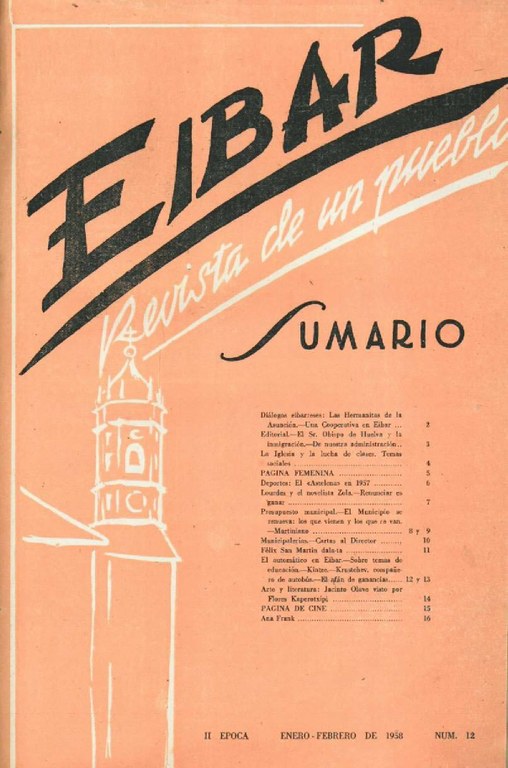 EIBAR
Revista de un pueblo
SUMARIO
Diálogos eibarreses: Las Hermanitas de la
Asunción.—Una Cooperativa en Eibar ... 2
Editorial.—El Sr. Obispo de Huelva y la
inmigración.—De nuestra administración.. 3
La Iglesia y la lucha de clases. Temas
sociales ................................ 4
PAGINA FEMENINA ........................ 5
Deportes: El «Astelena» en 1957 ........ 6
Lourdes y el novelista Zola.—Renunciar es
ganar ................................... 7
Presupuesto municipal.—El Municipio se
renueva: los que vienen y los que se van.
—Martiniano ........................ 8 y 9
Municipalerías.—Cartas al Director ...... 10
Félix San Martín
11
El automático en Eibar.—Sobre temas de
educación.—Kintze.—Krustchev, compañe-
ro de autobús.—El afán de ganancias..... 12 y 13
Arte y literatura: Jacinto Olave visto por
Flores Kaperotxipi ...................... 14
PAGINA DE CINE ......................... 15
Ana Frank ............................... 16
II EPOCA ENERO-FEBRERO DE 1958 NUM. 12